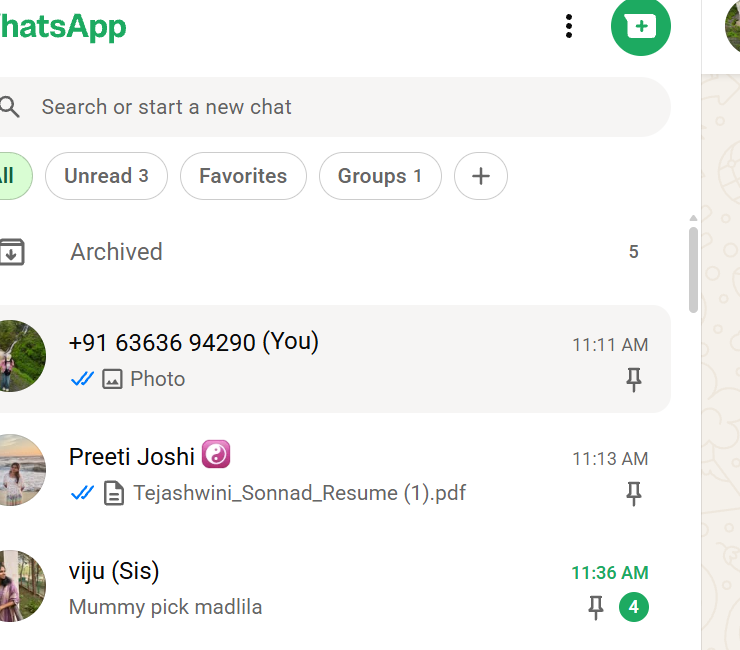 hatsApp
Search or start a new chat
ll Unread 3 Favorites Groups 1 +
Archived 5
+91 63636 94290 (You) 11:11 AM
Photo
Preeti Joshi ☯️ 11:13 AM
Tejashwini_Sonnad_Resume (1).pdf
viju (Sis) 11:36 AM
Mummy pick madlila 4